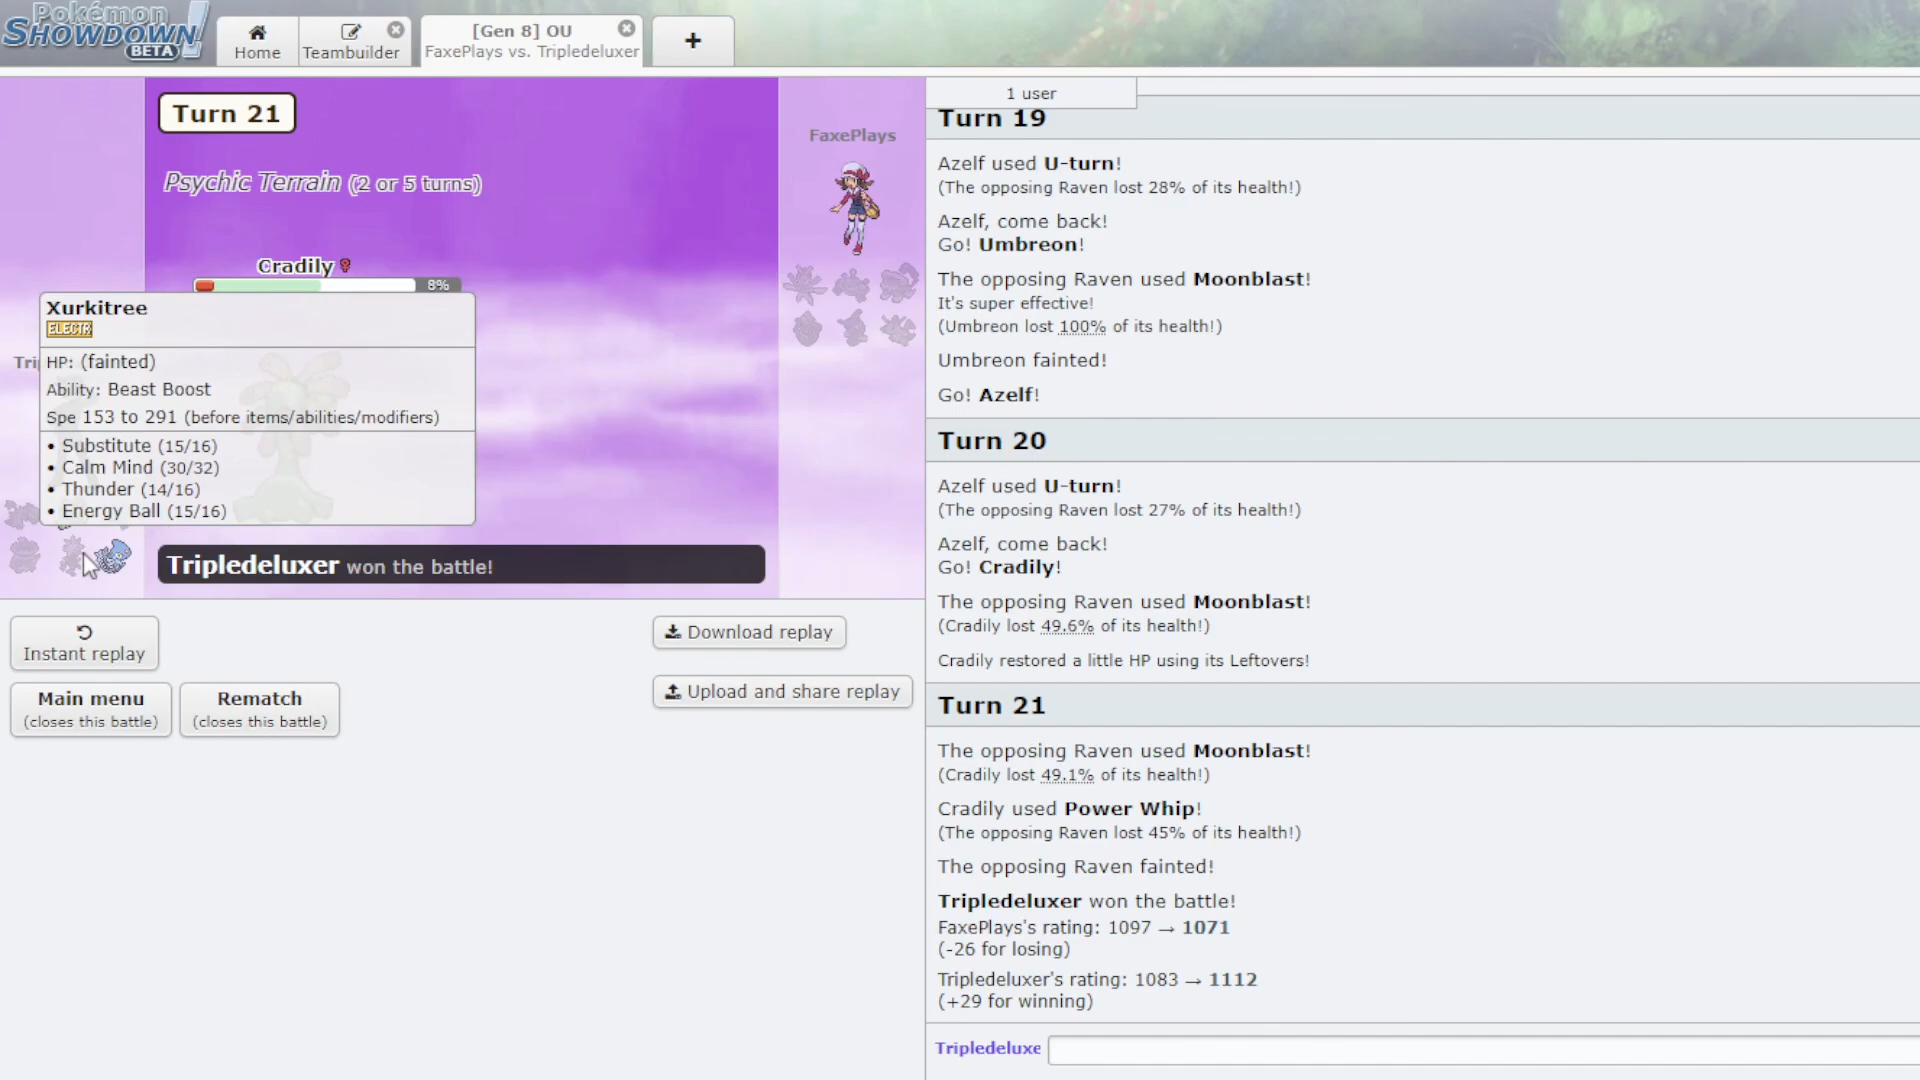 Pokémon
SHOWDOWN!
BETA
Home
Teambuilder
[Gen 8] OU
FaxePlays vs. Tripledeluxer
+
Turn 21
Psychic Terrain (2 or 5 turns)
Cradily
8%
FaxePlays
Tri
Xurkitree
ELECTR
HP: (fainted)
Ability: Beast Boost
Spe 153 to 291 (before items/abilities/modifiers)
• Substitute (15/16)
• Calm Mind (30/32)
• Thunder (14/16)
• Energy Ball (15/16)
Tripledeluxer won the battle!
Instant replay
Download replay
Upload and share replay
Main menu
(closes this battle)
Rematch
(closes this battle)
1 user
Turn 19
Azelf used U-turn!
(The opposing Raven lost 28% of its health!)
Azelf, come back!
Go! Umbreon!
The opposing Raven used Moonblast!
It's super effective!
(Umbreon lost 100% of its health!)
Umbreon fainted!
Go! Azelf!
Turn 20
Azelf used U-turn!
(The opposing Raven lost 27% of its health!)
Azelf, come back!
Go! Cradily!
The opposing Raven used Moonblast!
(Cradily lost 49.6% of its health!)
Cradily restored a little HP using its Leftovers!
Turn 21
The opposing Raven used Moonblast!
(Cradily lost 49.1% of its health!)
Cradily used Power Whip!
(The opposing Raven lost 45% of its health!)
The opposing Raven fainted!
Tripledeluxer won the battle!
FaxePlays's rating: 1097 → 1071
(-26 for losing)
Tripledeluxer's rating: 1083 → 1112
(+29 for winning)
Tripledeluxe